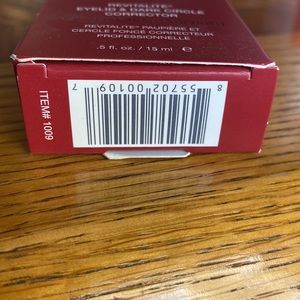 REVITALITE®
EYELID & DARK CIRCLE
CORRECTOR
REVITALITE® PAUPIÈRE ET
CERCLE FONCÉ CORRECTEUR
PROFESSIONNELLE
.5 fl. oz. / 15 ml ℮
ITEM# 1009
8 55702 00109 7